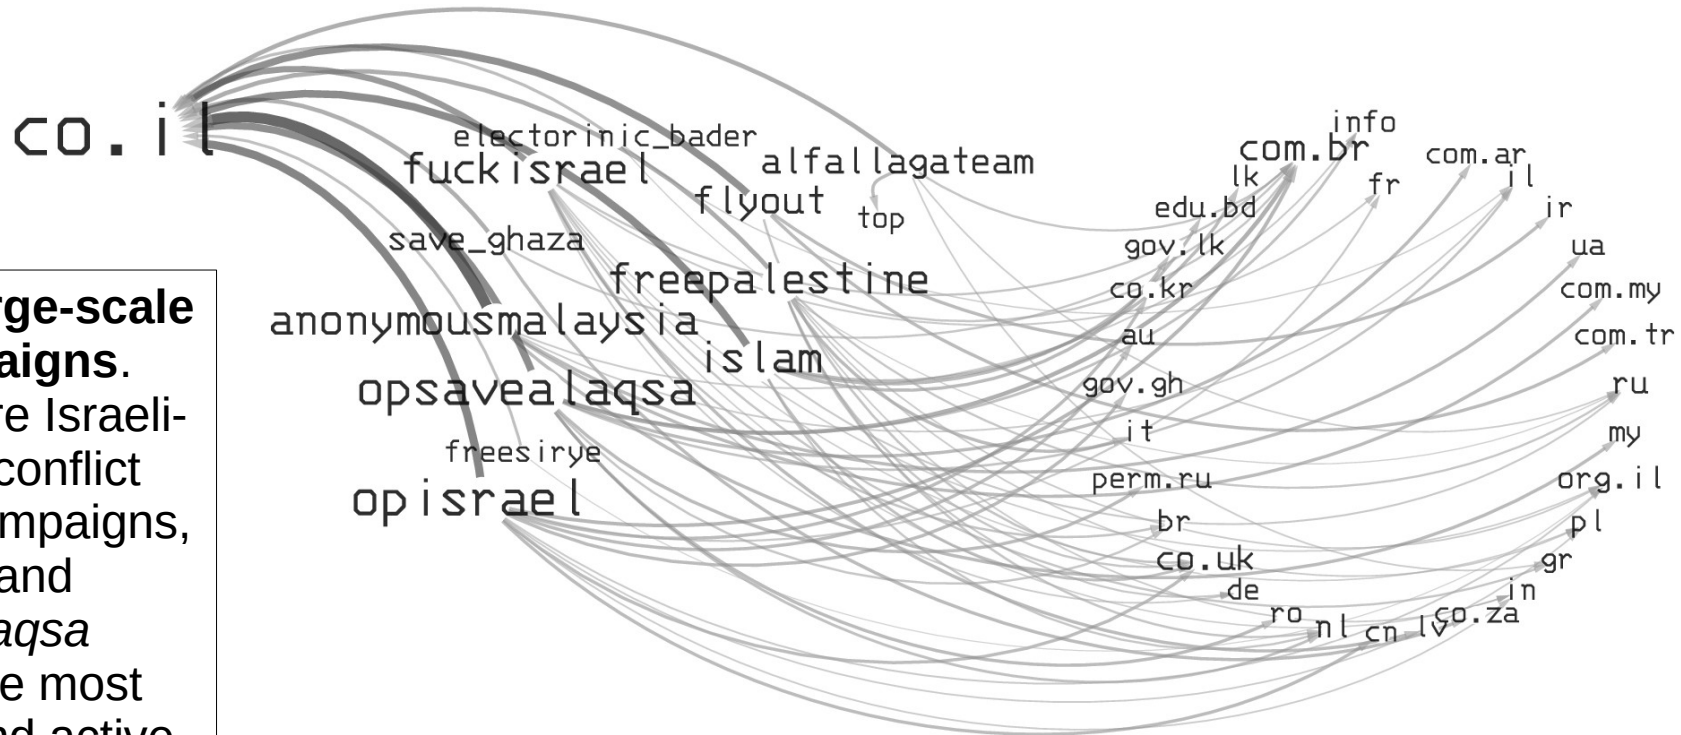 co.il
electorinic_bader
fuckisrael
alfallagateam
flyout
top
save_ghaza
freepalestine
anonymousmalaysia
islam
opsavealaqsa
freesirye
opisrael
info
com.br
com.ar
lk
il
fr
edu.bd
ir
gov.lk
ua
co.kr
com.my
au
com.tr
gov.gh
ru
it
my
perm.ru
org.il
br
pl
co.uk
gr
de
in
ro
nl
cn
lv
co.za
rge-scale
aigns.
re Israeli-
conflict
mpaigns,
and
aqsa
e most
nd active